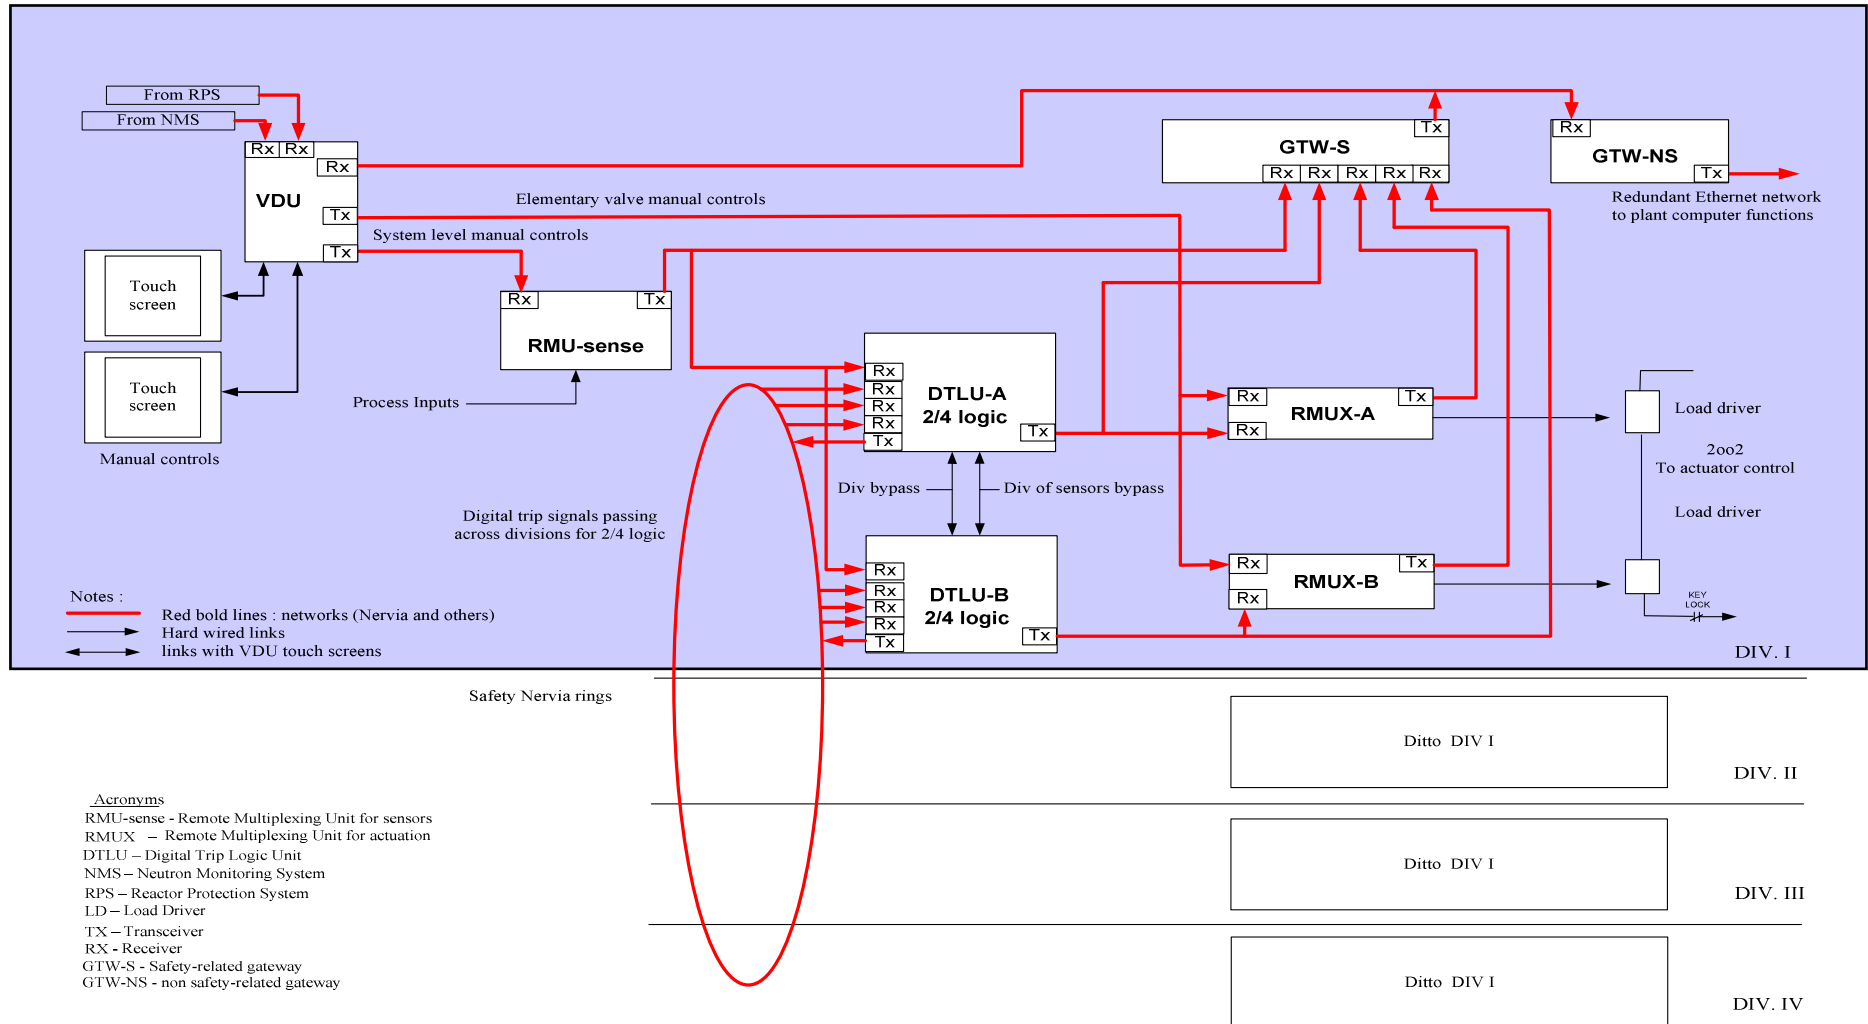 From RPS
From NMS
Rx
Rx
Rx
VDU
Tx
Tx
Touch
screen
Touch
screen
Manual controls
Elementary valve manual controls
System level manual controls
Rx
Tx
RMU-sense
Process Inputs
Tx
GTW-S
Rx
Rx
Rx
Rx
Rx
Rx
GTW-NS
Tx
Redundant Ethernet network
to plant computer functions
Rx
Rx
Rx
Rx
Tx
DTLU-A
2/4 logic
Tx
Div bypass
Div of sensors bypass
Digital trip signals passing
across divisions for 2/4 logic
Rx
Rx
Rx
Rx
Tx
DTLU-B
2/4 logic
Tx
Rx
Rx
RMUX-A
Tx
Rx
Rx
RMUX-B
Tx
Load driver
2oo2
To actuator control
Load driver
KEY
LOCK
DIV. I
Notes :
Red bold lines : networks (Nervia and others)
Hard wired links
links with VDU touch screens
Safety Nervia rings
Ditto DIV I
DIV. II
Ditto DIV I
DIV. III
Ditto DIV I
DIV. IV
Acronyms
RMU-sense - Remote Multiplexing Unit for sensors
RMUX – Remote Multiplexing Unit for actuation
DTLU – Digital Trip Logic Unit
NMS – Neutron Monitoring System
RPS – Reactor Protection System
LD – Load Driver
TX – Transceiver
RX - Receiver
GTW-S - Safety-related gateway
GTW-NS - non safety-related gateway